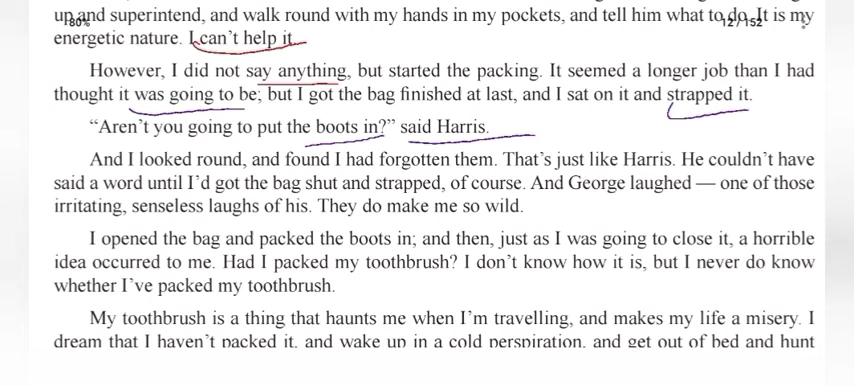 up and superintend, and walk round with my hands in my pockets, and tell him what to do. It is my
80%
12 / 152
energetic nature. I can't help it.
However, I did not say anything, but started the packing. It seemed a longer job than I had
thought it was going to be; but I got the bag finished at last, and I sat on it and strapped it.
“Aren't you going to put the boots in?” said Harris.
And I looked round, and found I had forgotten them. That's just like Harris. He couldn't have
said a word until I'd got the bag shut and strapped, of course. And George laughed — one of those
irritating, senseless laughs of his. They do make me so wild.
I opened the bag and packed the boots in; and then, just as I was going to close it, a horrible
idea occurred to me. Had I packed my toothbrush? I don't know how it is, but I never do know
whether I've packed my toothbrush.
My toothbrush is a thing that haunts me when I'm travelling, and makes my life a misery. I
dream that I haven't packed it, and wake up in a cold perspiration, and get out of bed and hunt